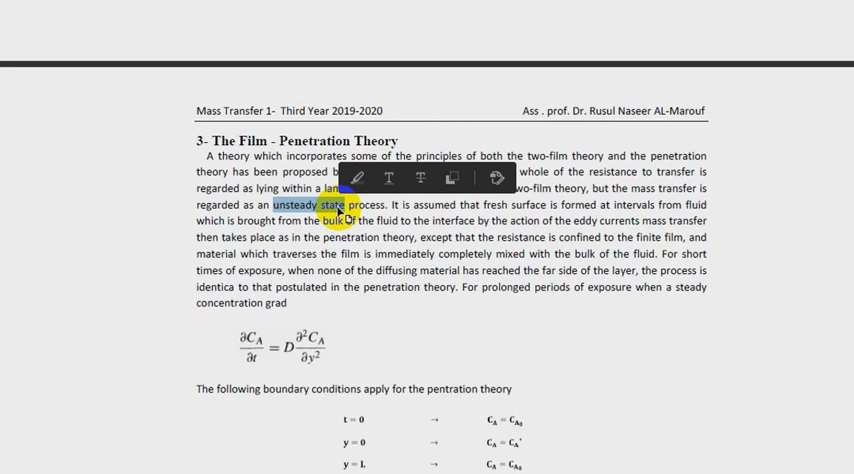 Mass Transfer 1- Third Year 2019-2020 Ass . prof. Dr. Rusul Naseer AL-Marouf
3- The Film - Penetration Theory
A theory which incorporates some of the principles of both the two-film theory and the penetration
theory has been proposed b whole of the resistance to transfer is
regarded as lying within a lam wo-film theory, but the mass transfer is
regarded as an unsteady state process. It is assumed that fresh surface is formed at intervals from fluid
which is brought from the bulk of the fluid to the interface by the action of the eddy currents mass transfer
then takes place as in the penetration theory, except that the resistance is confined to the finite film, and
material which traverses the film is immediately completely mixed with the bulk of the fluid. For short
times of exposure, when none of the diffusing material has reached the far side of the layer, the process is
identica to that postulated in the penetration theory. For prolonged periods of exposure when a steady
concentration grad
∂C_A/∂t = D ∂²C_A/∂y²
The following boundary conditions apply for the pentration theory
t = 0 → C_A = C_A0
y = 0 → C_A = C_A*
y = L → C_A = C_A0